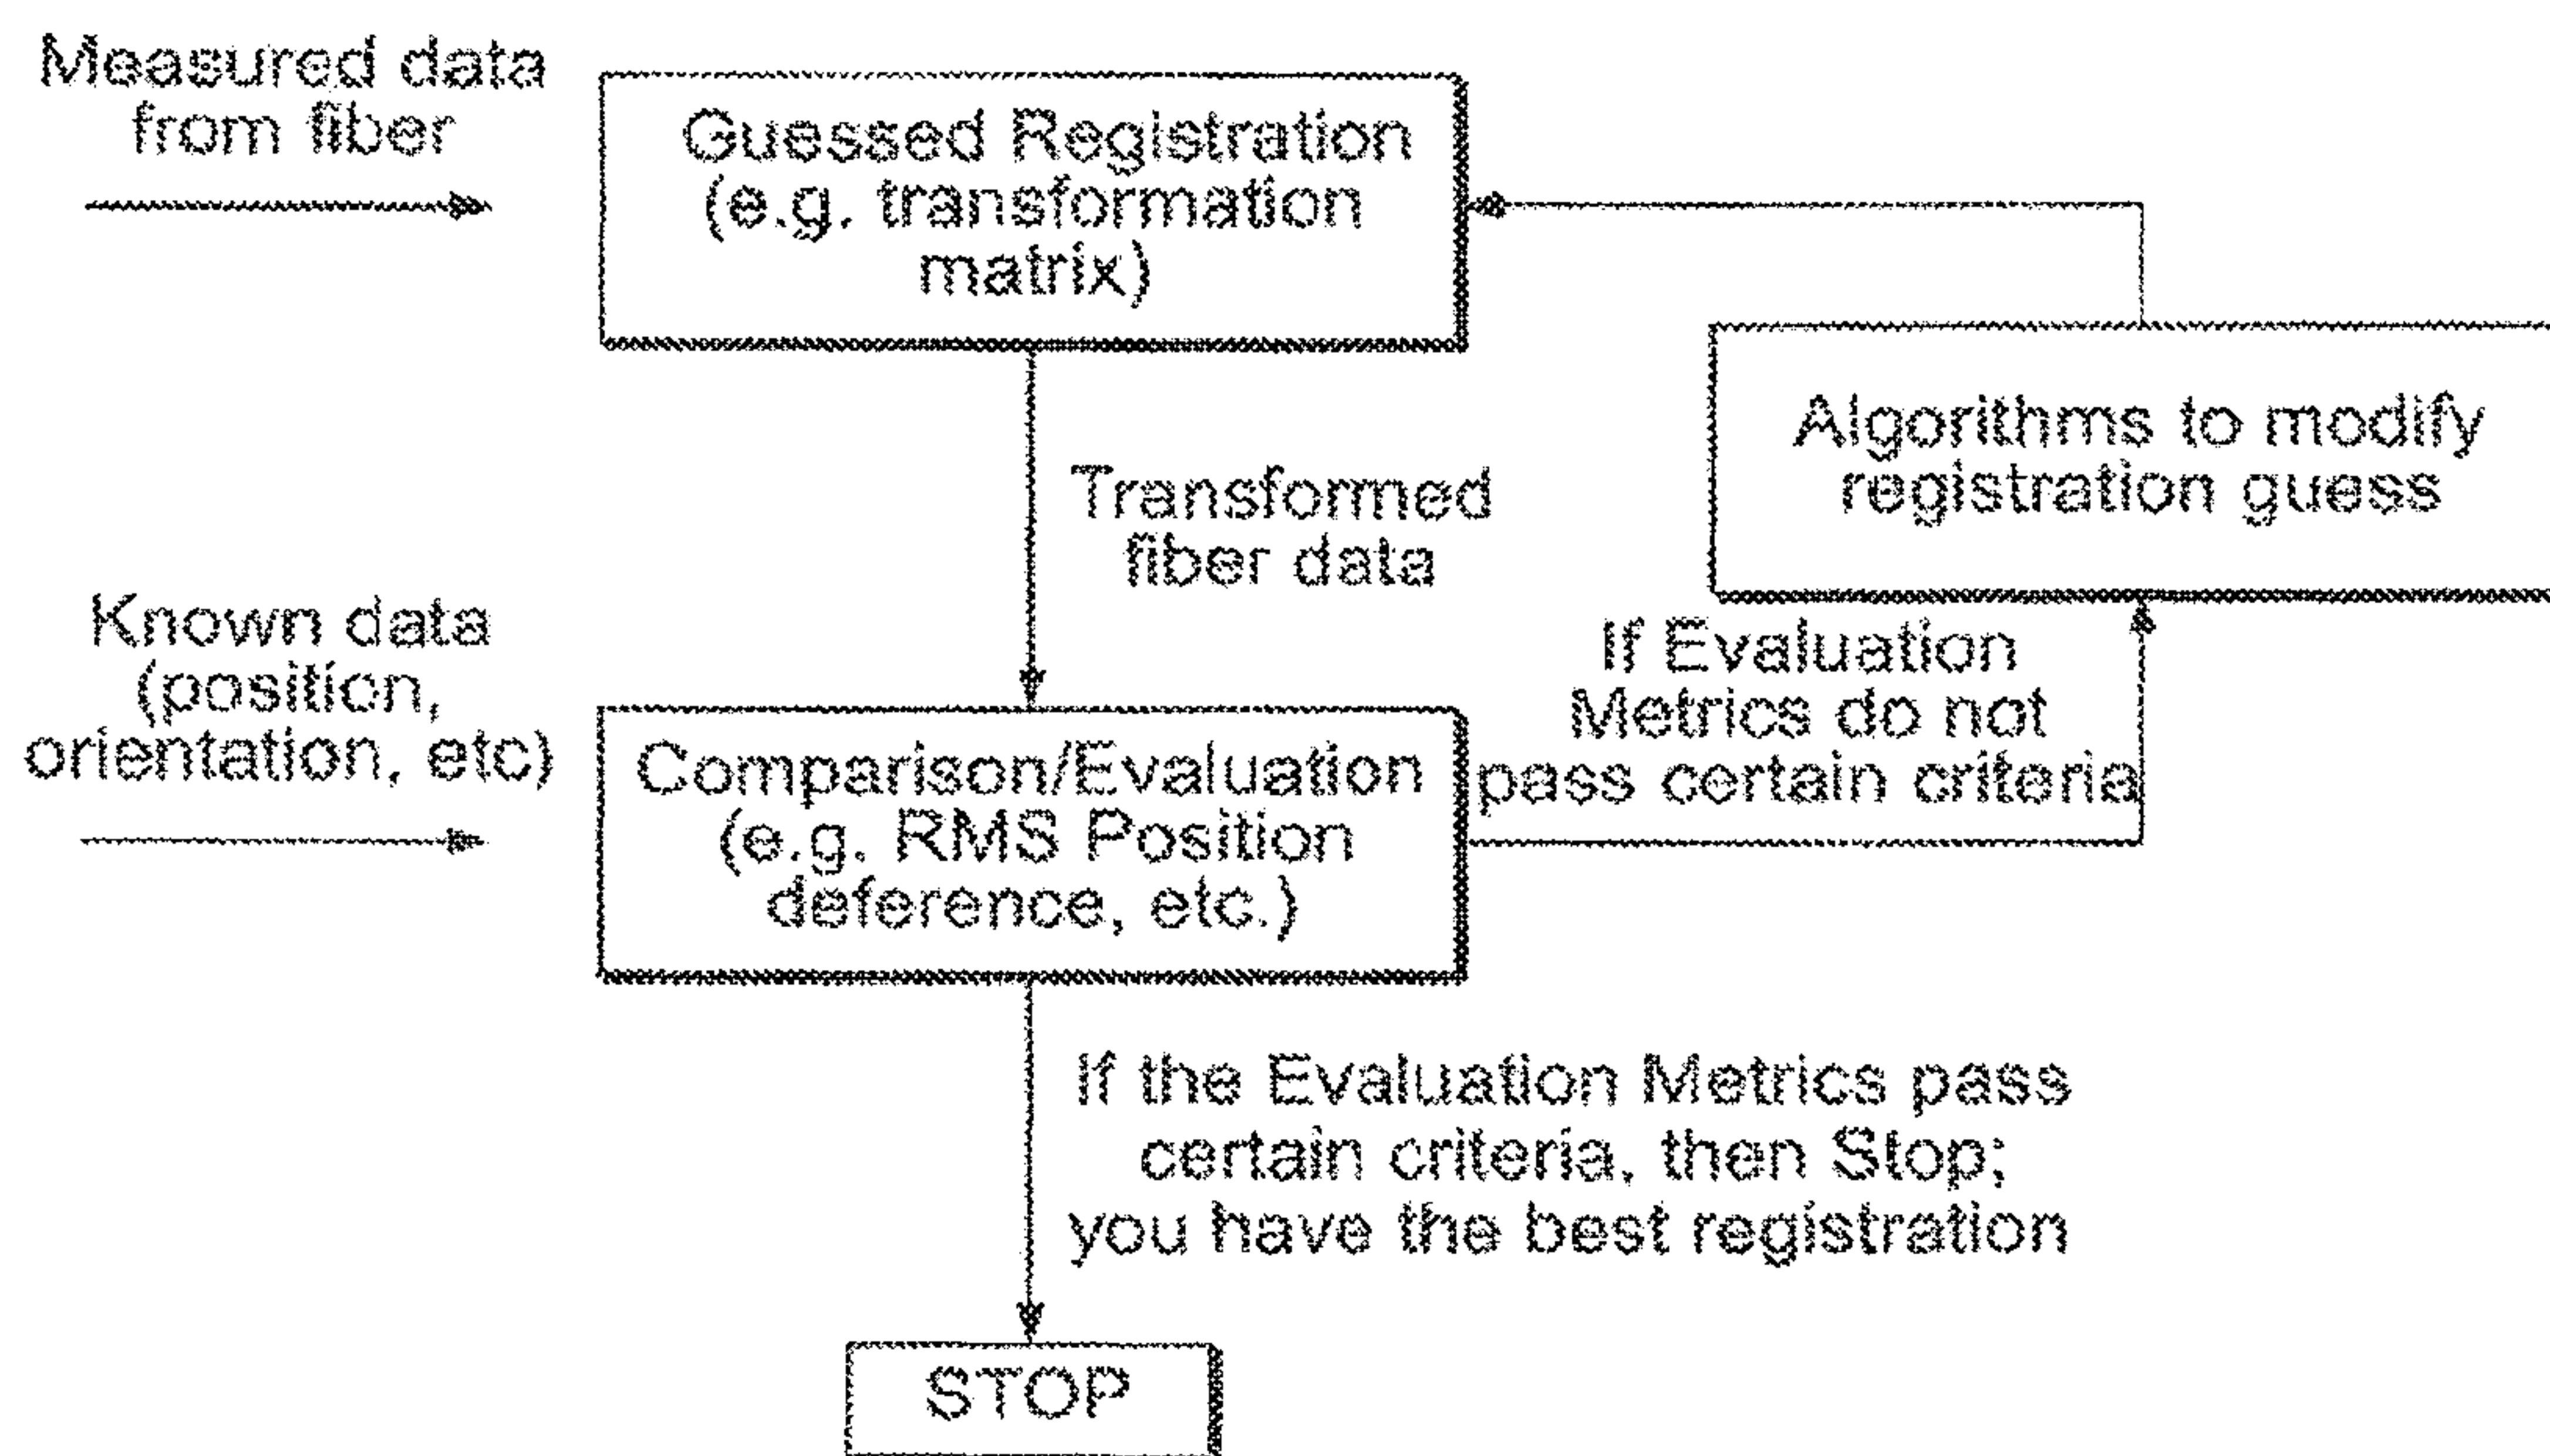 Measured data
from fiber
Guessed Registration
(e.g. transformation
matrix)
Algorithms to modify
registration guess
Transformed
fiber data
Known data
(position,
orientation, etc)
If Evaluation
Metrics do not
pass certain criteria
Comparison/Evaluation
(e.g. RMS Position
deference, etc.)
If the Evaluation Metrics pass
certain criteria, then Stop;
you have the best registration
STOP